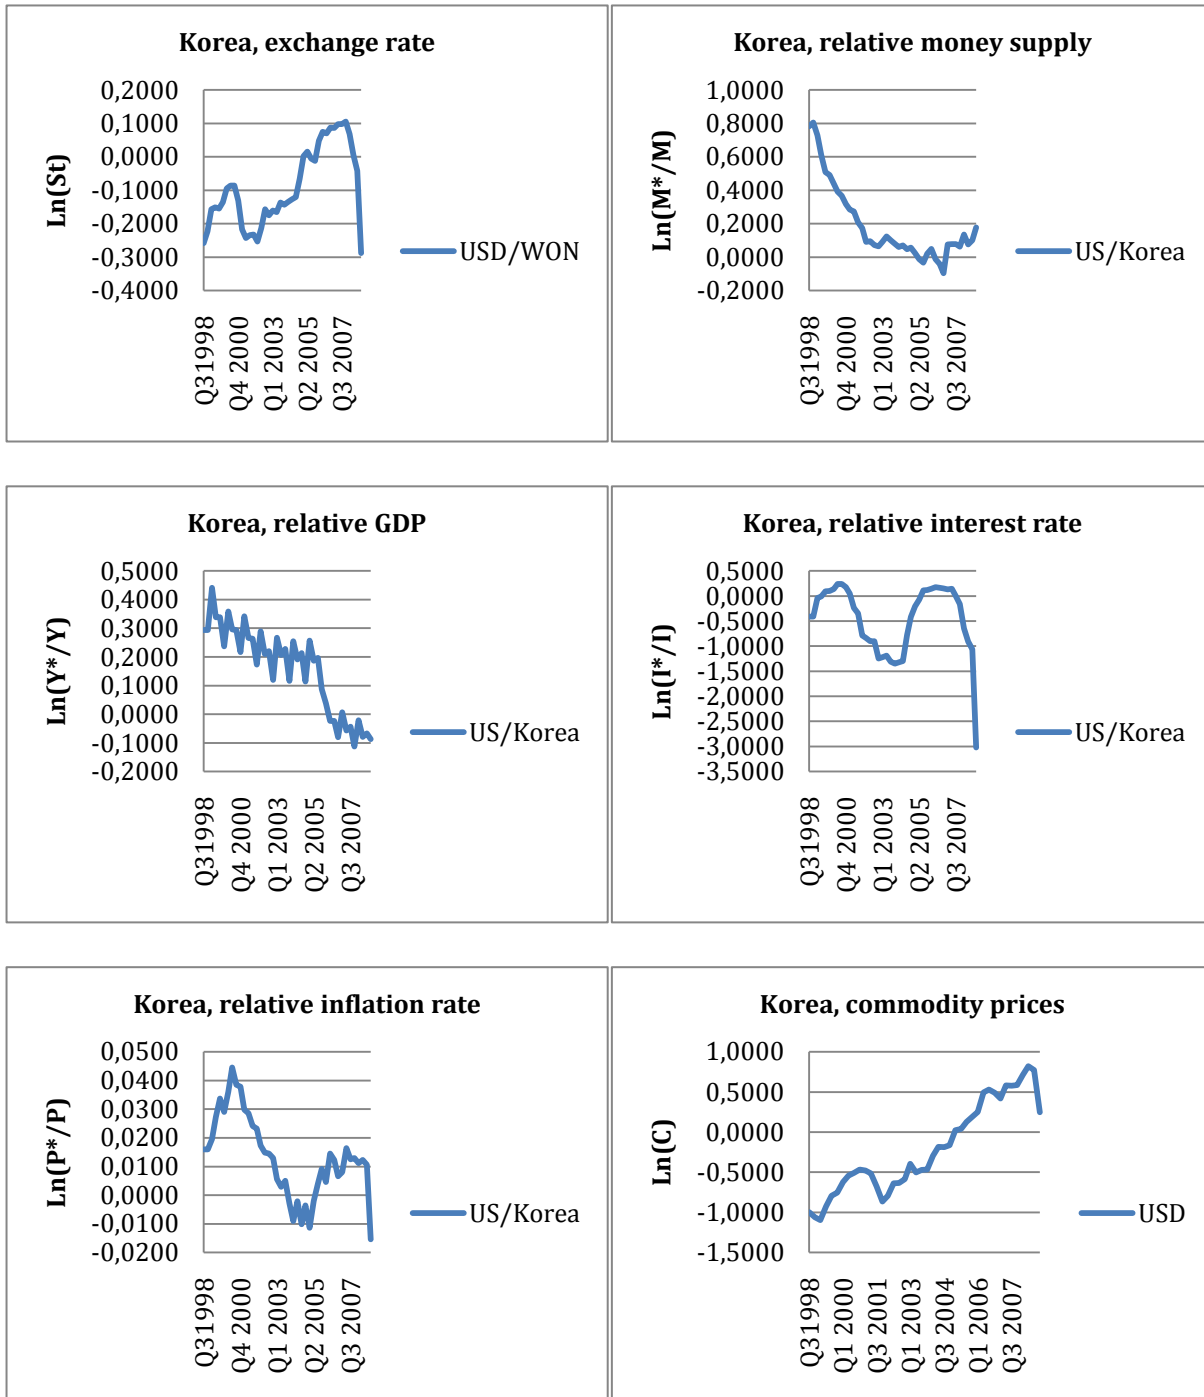 Korea, exchange rate
0,2000
0,1000
0,0000
-0,1000
-0,2000
-0,3000
-0,4000
Ln(St)
USD/WON
Q31998
Q4 2000
Q1 2003
Q2 2005
Q3 2007
Korea, relative money supply
1,0000
0,8000
0,6000
0,4000
0,2000
0,0000
-0,2000
Ln(M*/M)
US/Korea
Q31998
Q4 2000
Q1 2003
Q2 2005
Q3 2007
Korea, relative GDP
0,5000
0,4000
0,3000
0,2000
0,1000
0,0000
-0,1000
-0,2000
Ln(Y*/Y)
US/Korea
Q31998
Q4 2000
Q1 2003
Q2 2005
Q3 2007
Korea, relative interest rate
0,5000
0,0000
-0,5000
-1,0000
-1,5000
-2,0000
-2,5000
-3,0000
-3,5000
Ln(I*/I)
US/Korea
Q31998
Q4 2000
Q1 2003
Q2 2005
Q3 2007
Korea, relative inflation rate
0,0500
0,0400
0,0300
0,0200
0,0100
0,0000
-0,0100
-0,0200
Ln(P*/P)
US/Korea
Q31998
Q4 2000
Q1 2003
Q2 2005
Q3 2007
Korea, commodity prices
1,0000
0,5000
0,0000
-0,5000
-1,0000
-1,5000
Ln(C)
USD
Q31998
Q1 2000
Q3 2001
Q1 2003
Q3 2004
Q1 2006
Q3 2007